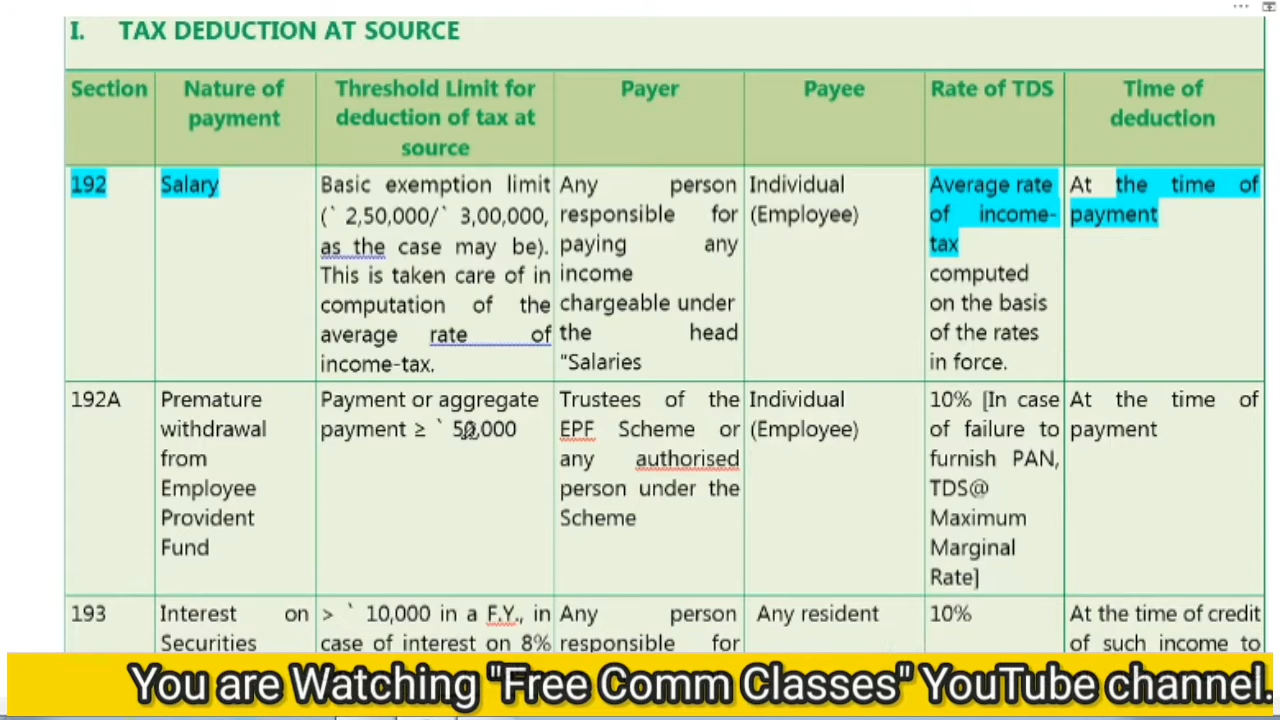 I. TAX DEDUCTION AT SOURCE
Section
Nature of
payment
Threshold Limit for
deduction of tax at
source
Payer
Payee
Rate of TDS
Time of
deduction
192
Salary
Basic exemption limit
(` 2,50,000/` 3,00,000,
as the case may be).
This is taken care of in
computation of the
average rate of
income-tax.
Any person
responsible for
paying any
income
chargeable under
the head
"Salaries
Individual
(Employee)
Average rate
of income-
tax
computed
on the basis
of the rates
in force.
At the time of
payment
192A
Premature
withdrawal
from
Employee
Provident
Fund
Payment or aggregate
payment ≥ ` 50,000
Trustees of the
EPF Scheme or
any authorised
person under the
Scheme
Individual
(Employee)
10% [In case
of failure to
furnish PAN,
TDS@
Maximum
Marginal
Rate]
At the time of
payment
193
Interest on
Securities
> ` 10,000 in a F.Y., in
case of interest on 8%
Any person
responsible for
Any resident
10%
At the time of credit
of such income to
You are Watching "Free Comm Classes" YouTube channel.